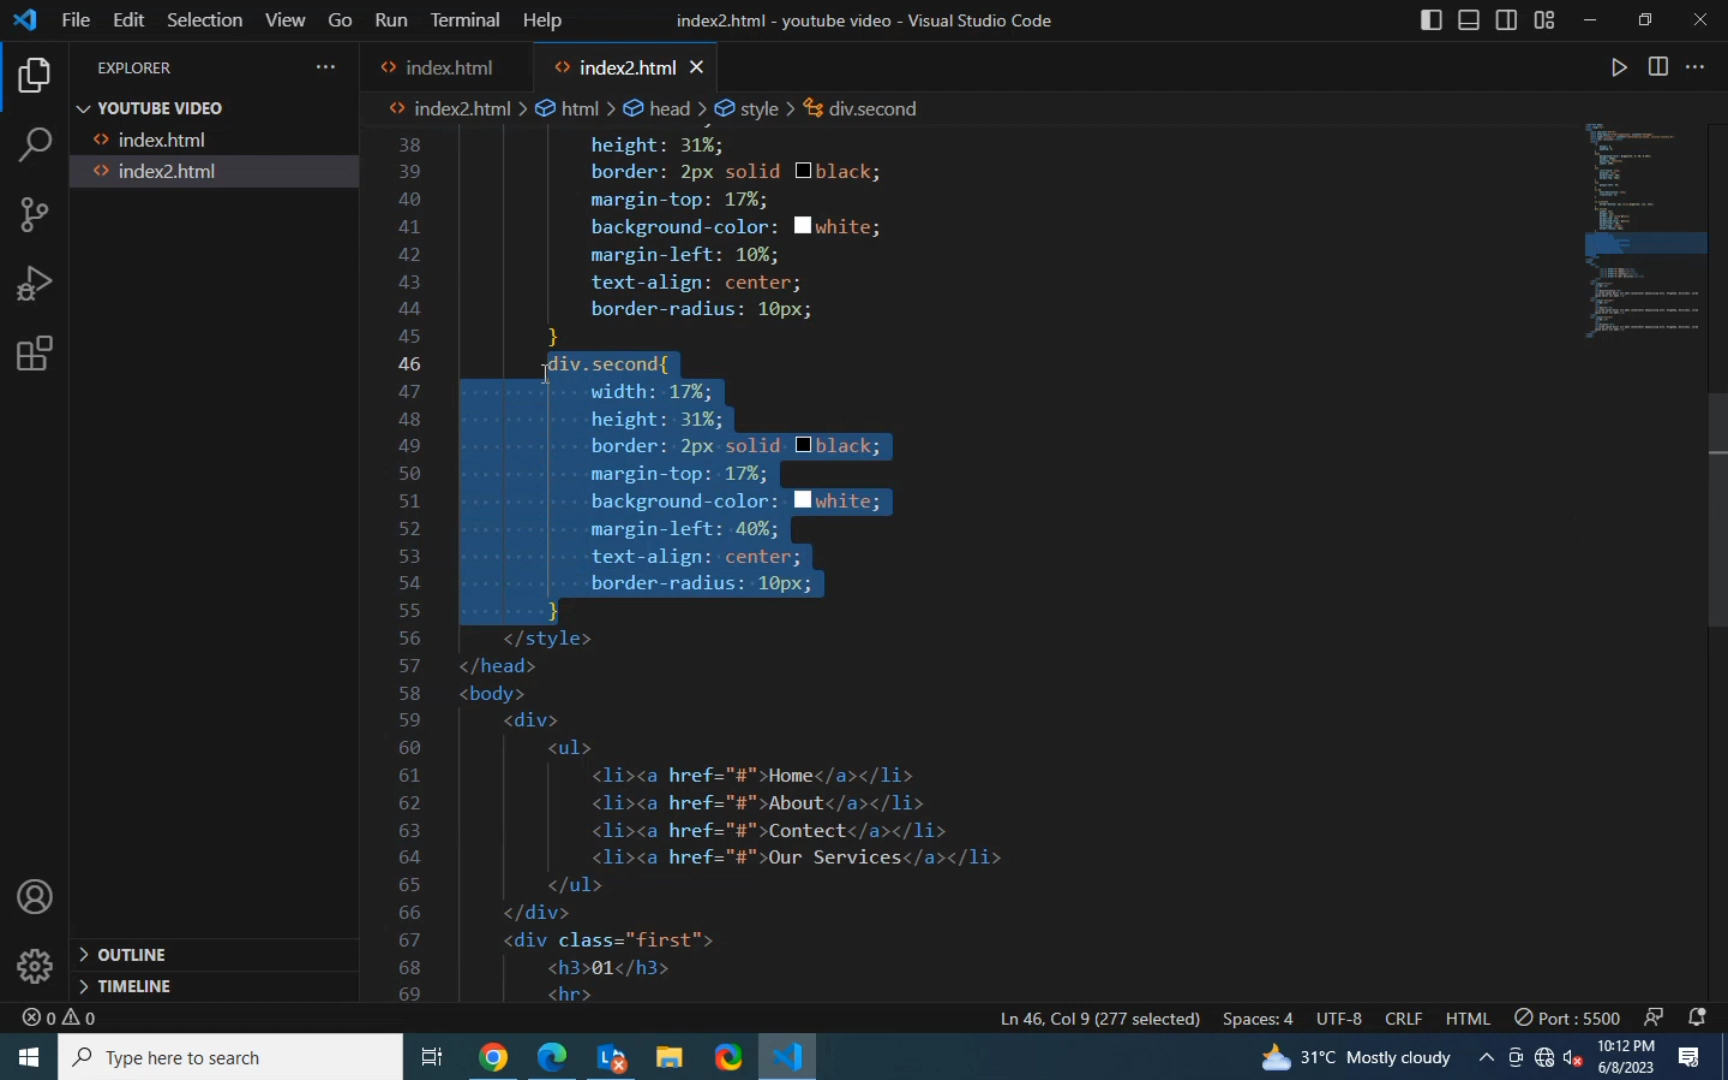 File Edit Selection View Go Run Terminal Help
index2.html - youtube video - Visual Studio Code
EXPLORER
index.html
index2.html
YOUTUBE VIDEO
index.html
index2.html
index2.html > html > head > style > div.second
38 height: 31%;
39 border: 2px solid black;
40 margin-top: 17%;
41 background-color: white;
42 margin-left: 10%;
43 text-align: center;
44 border-radius: 10px;
45 }
46 div.second{
47 width: 17%;
48 height: 31%;
49 border: 2px solid black;
50 margin-top: 17%;
51 background-color: white;
52 margin-left: 40%;
53 text-align: center;
54 border-radius: 10px;
55 }
56 </style>
57 </head>
58 <body>
59 <div>
60 <ul>
61 <li><a href="#">Home</a></li>
62 <li><a href="#">About</a></li>
63 <li><a href="#">Contect</a></li>
64 <li><a href="#">Our Services</a></li>
65 </ul>
66 </div>
67 <div class="first">
68 <h3>01</h3>
69 <hr>
OUTLINE
TIMELINE
0 0
Ln 46, Col 9 (277 selected) Spaces: 4 UTF-8 CRLF HTML Port : 5500
Type here to search
31°C Mostly cloudy
10:12 PM
6/8/2023